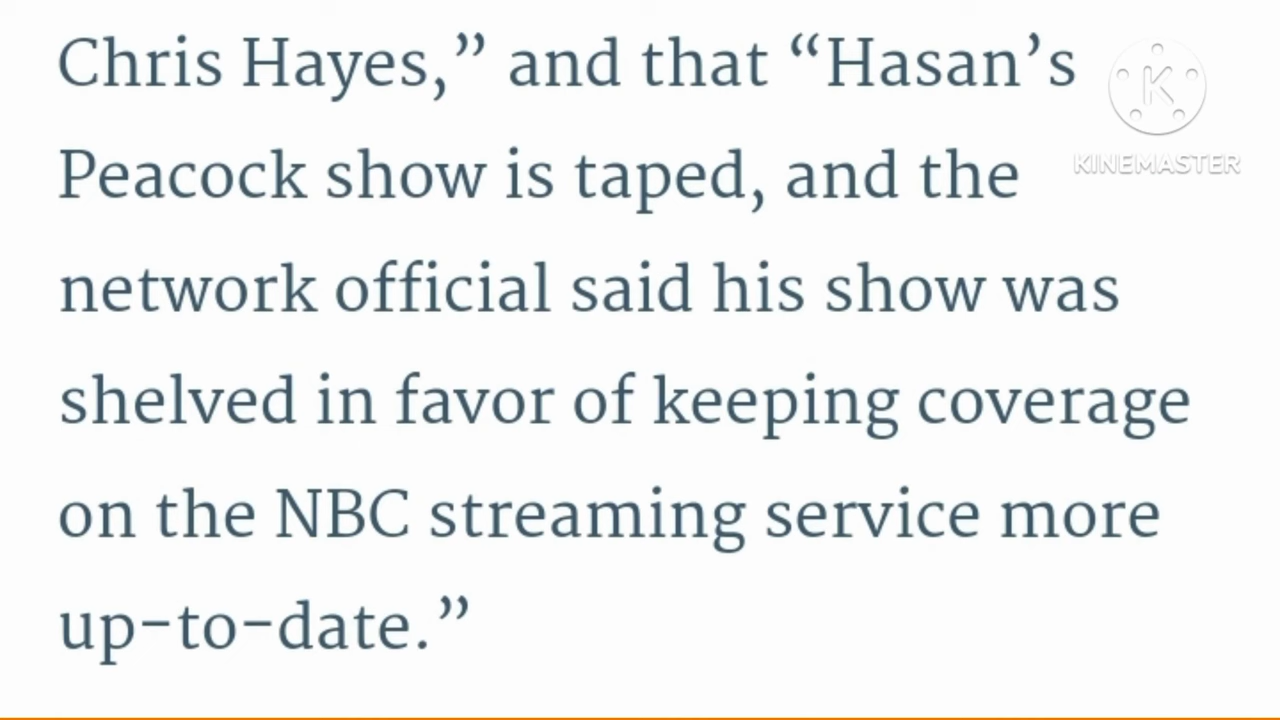 Chris Hayes,” and that “Hasan’s
Peacock show is taped, and the
network official said his show was
shelved in favor of keeping coverage
on the NBC streaming service more
up-to-date.”
K
KINEMASTER